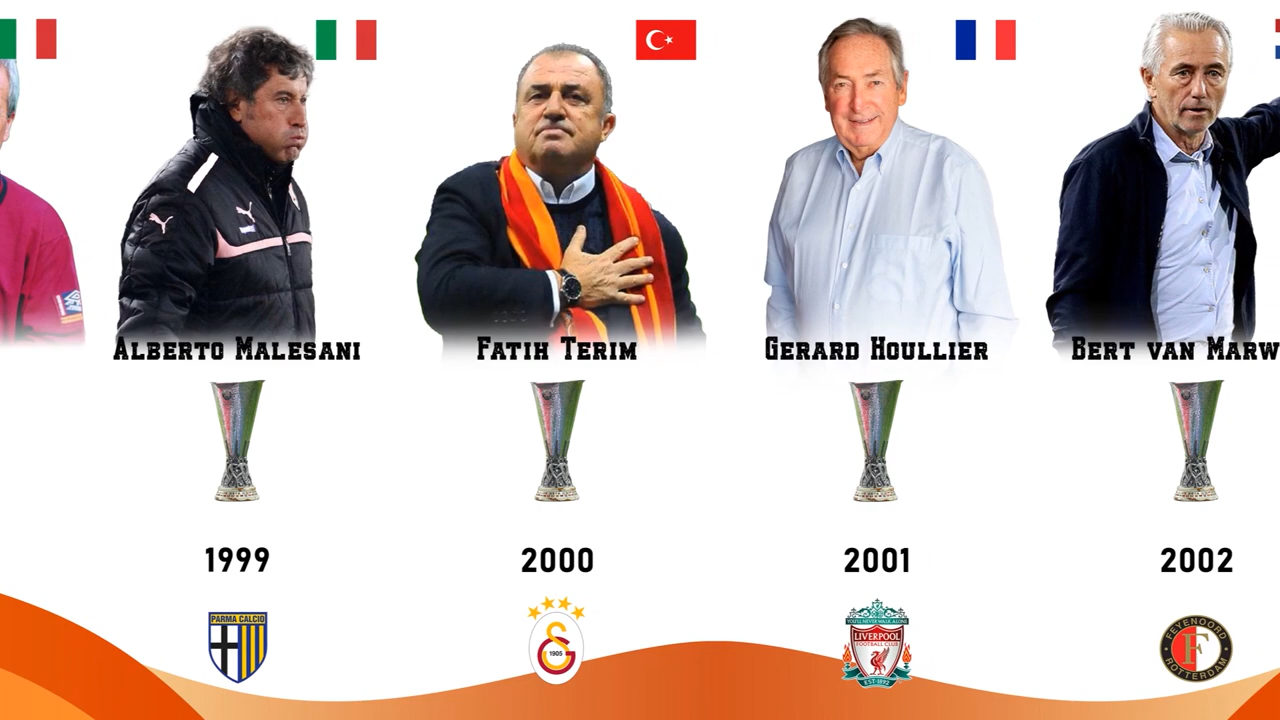 Alberto Malesani
Fatih Terim
Gerard Houllier
Bert van Marw
1999
2000
2001
2002
PARMA CALCIO
1905
YOU'LL NEVER WALK ALONE
LIVERPOOL
FOOTBALL CLUB
EST·1892
FEYENOORD
F
ROTTERDAM